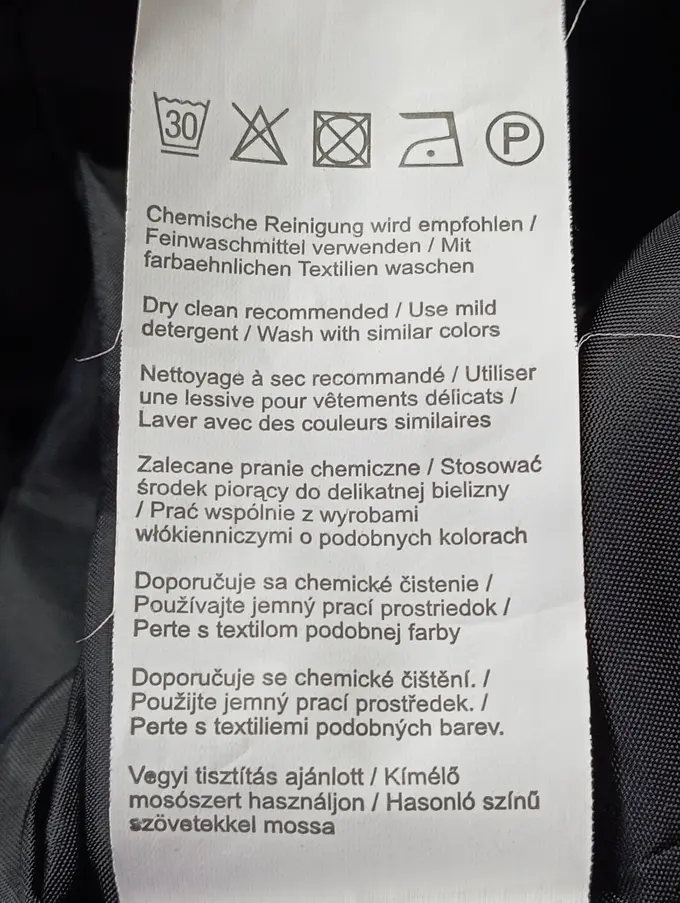 30 P
Chemische Reinigung wird empfohlen /
Feinwaschmittel verwenden / Mit
farbaehnlichen Textilien waschen
Dry clean recommended / Use mild
detergent / Wash with similar colors
Nettoyage à sec recommandé / Utiliser
une lessive pour vêtements délicats /
Laver avec des couleurs similaires
Zalecane pranie chemiczne / Stosować
środek piorący do delikatnej bielizny
/ Prać wspólnie z wyrobami
włókienniczymi o podobnych kolorach
Doporučuje sa chemické čistenie /
Používajte jemný prací prostriedok /
Perte s textilom podobnej farby
Doporučuje se chemické čištění. /
Použijte jemný prací prostředek. /
Perte s textiliemi podobných barev.
Vegyi tisztítás ajánlott / Kímélő
mosószert használjon / Hasonló színű
szövetekkel mossa